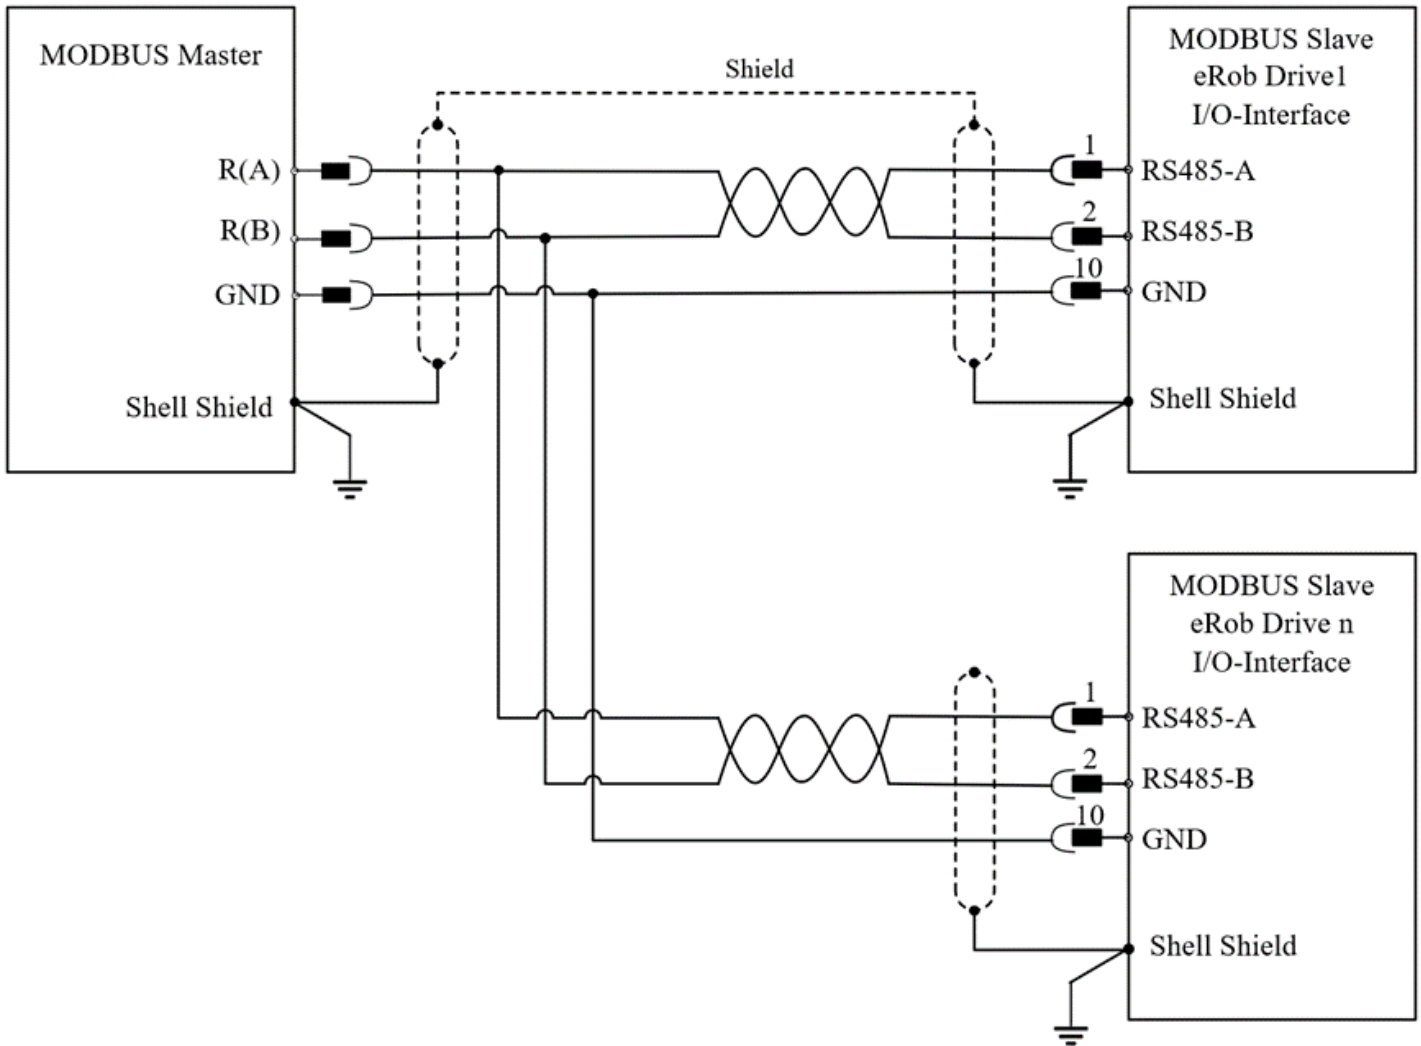 MODBUS Master
R(A)
R(B)
GND
Shell Shield
Shield
MODBUS Slave
eRob Drive1
I/O-Interface
1
RS485-A
2
RS485-B
10
GND
Shell Shield
MODBUS Slave
eRob Drive n
I/O-Interface
1
RS485-A
2
RS485-B
10
GND
Shell Shield